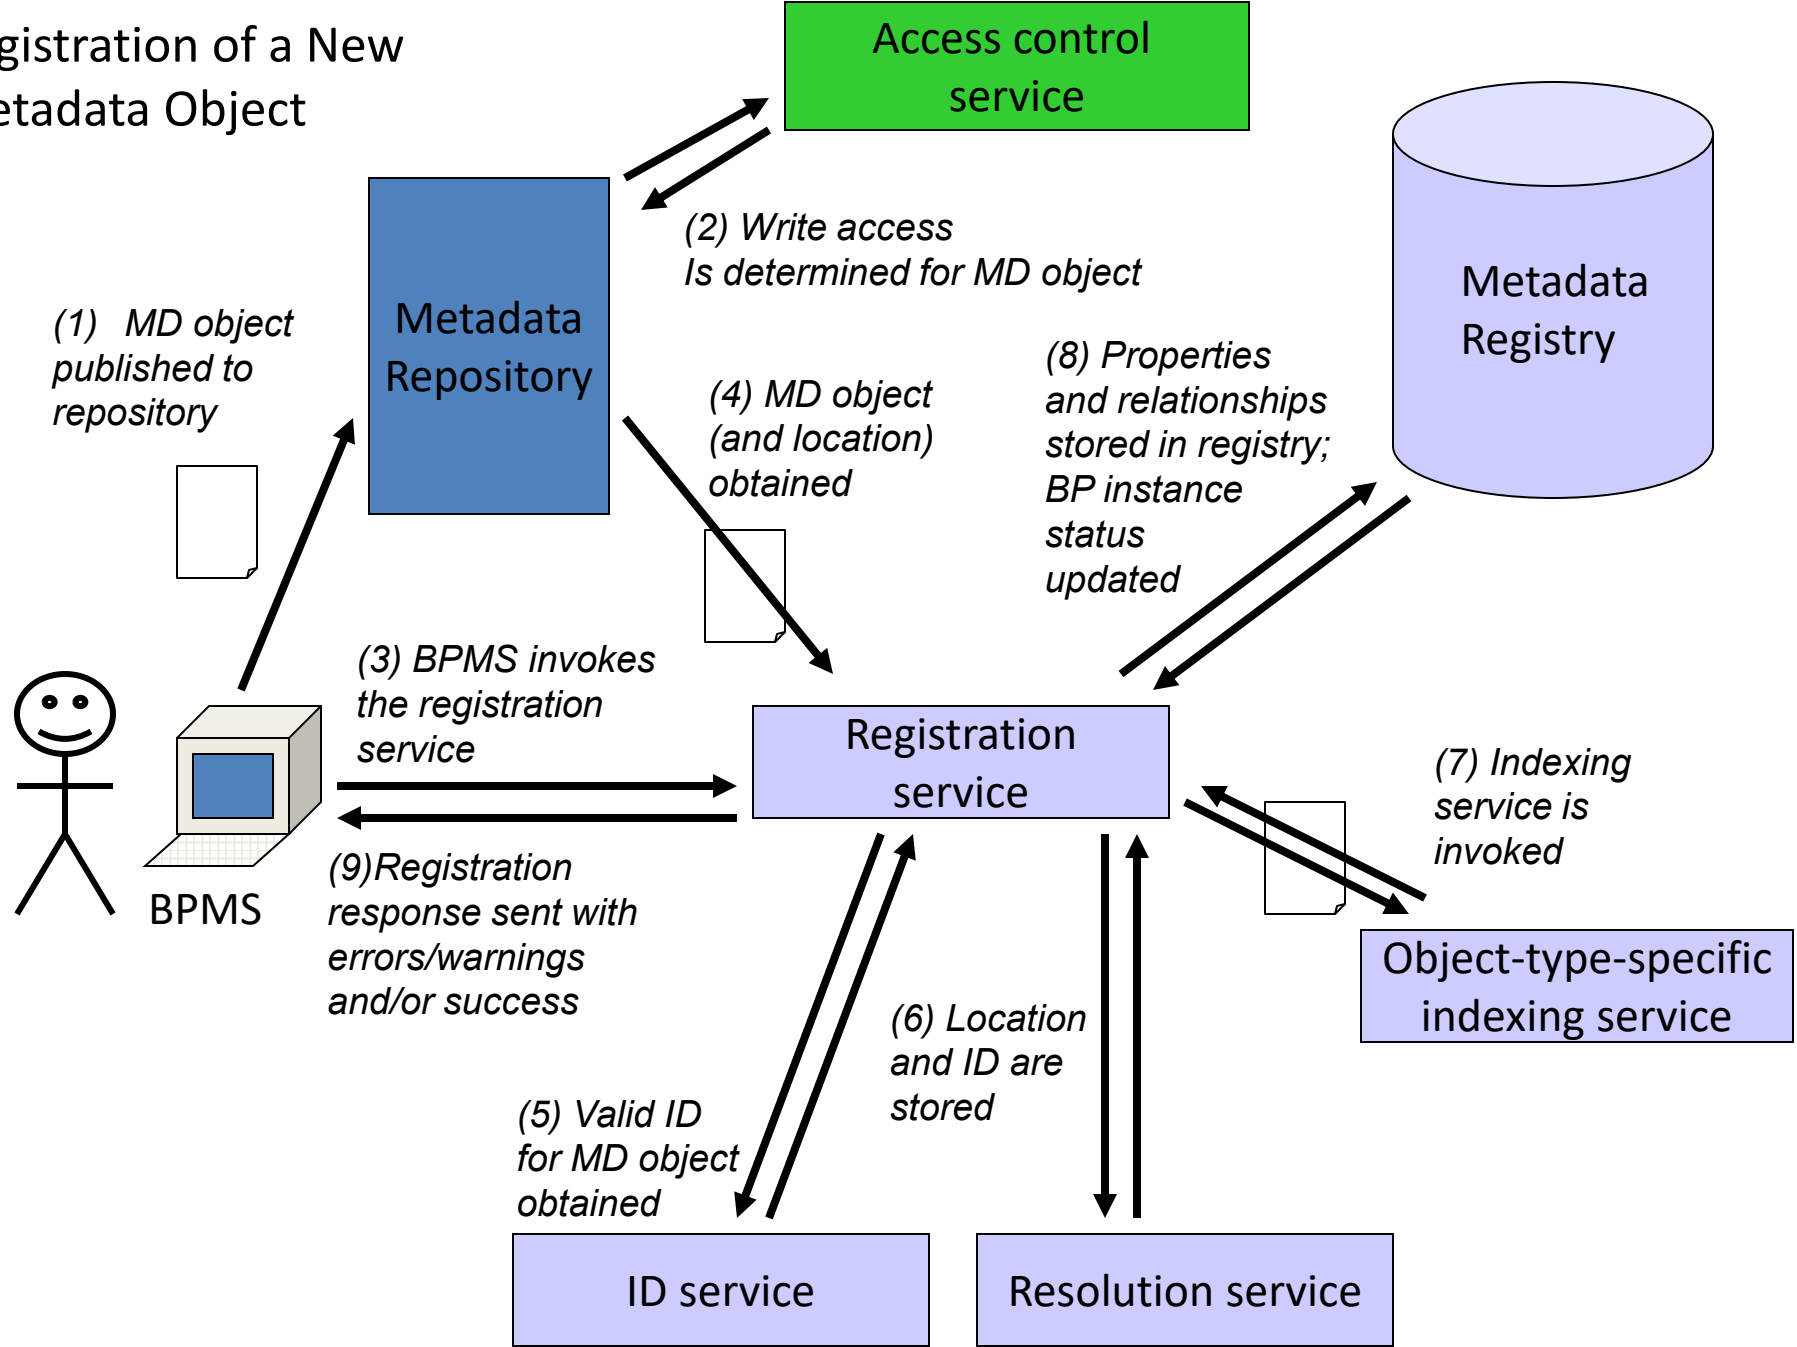 gistration of a New
etadata Object
Access control
service
(2) Write access
Is determined for MD object
Metadata
Repository
Metadata
Registry
(1) MD object
published to
repository
(4) MD object
(and location)
obtained
(8) Properties
and relationships
stored in registry;
BP instance
status
updated
(3) BPMS invokes
the registration
service
Registration
service
(7) Indexing
service is
invoked
BPMS
(9)Registration
response sent with
errors/warnings
and/or success
Object-type-specific
indexing service
(6) Location
and ID are
stored
(5) Valid ID
for MD object
obtained
ID service
Resolution service